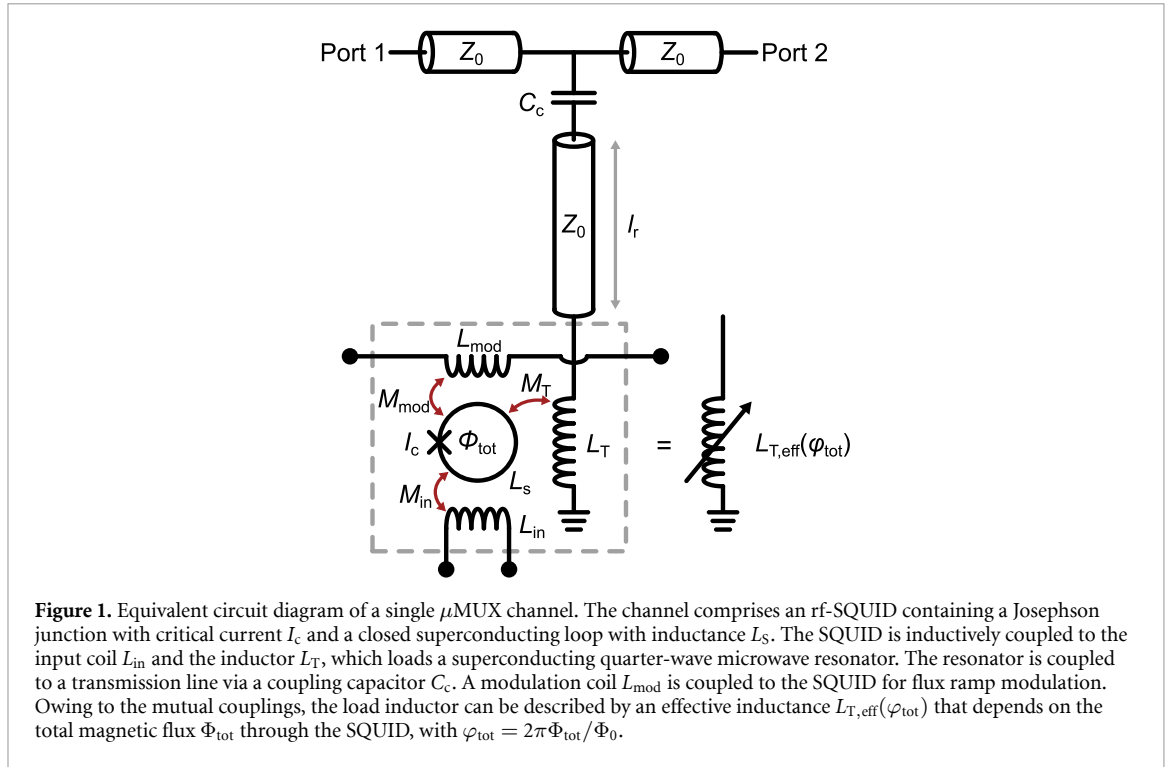 Port 1
Z0
Z0
Port 2
Cc
Z0
lr
Lmod
MT
Mmod
Ic
Φtot
LT
=
LT,eff(φtot)
Ls
Min
Lin
Figure 1. Equivalent circuit diagram of a single μMUX channel. The channel comprises an rf-SQUID containing a Josephson
junction with critical current Ic and a closed superconducting loop with inductance LS. The SQUID is inductively coupled to the
input coil Lin and the inductor LT, which loads a superconducting quarter-wave microwave resonator. The resonator is coupled
to a transmission line via a coupling capacitor Cc. A modulation coil Lmod is coupled to the SQUID for flux ramp modulation.
Owing to the mutual couplings, the load inductor can be described by an effective inductance LT,eff(φtot) that depends on the
total magnetic flux Φtot through the SQUID, with φtot = 2πΦtot/Φ0.